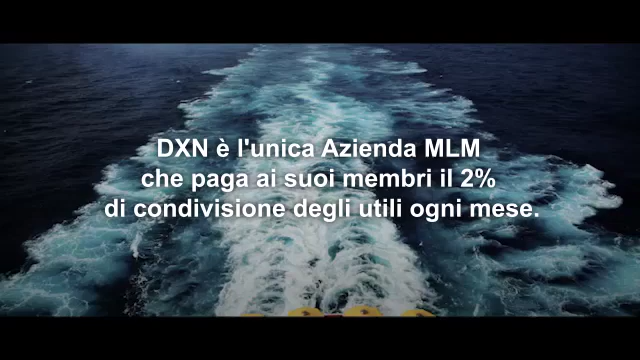 DXN è l'unica Azienda MLM
che paga ai suoi membri il 2%
di condivisione degli utili ogni mese.